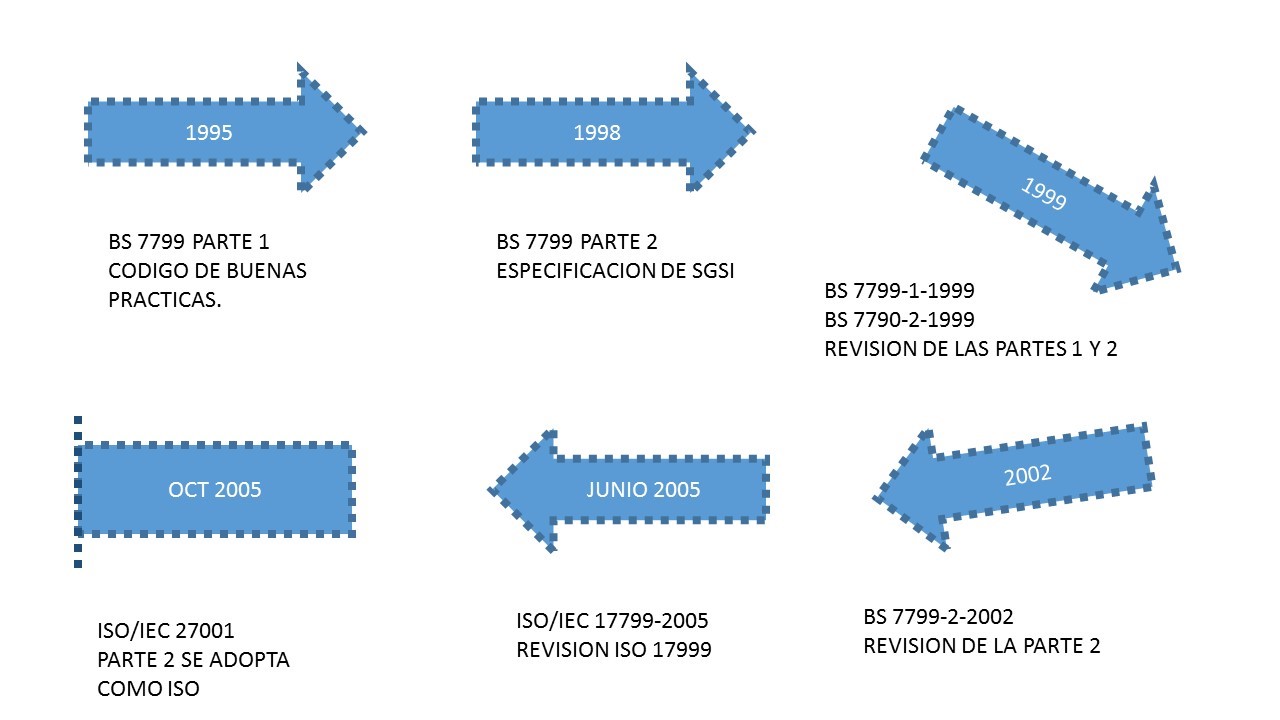 1995
BS 7799 PARTE 1
CODIGO DE BUENAS
PRACTICAS.
1998
BS 7799 PARTE 2
ESPECIFICACION DE SGSI
1999
BS 7799-1-1999
BS 7790-2-1999
REVISION DE LAS PARTES 1 Y 2
2002
BS 7799-2-2002
REVISION DE LA PARTE 2
JUNIO 2005
ISO/IEC 17799-2005
REVISION ISO 17999
OCT 2005
ISO/IEC 27001
PARTE 2 SE ADOPTA
COMO ISO